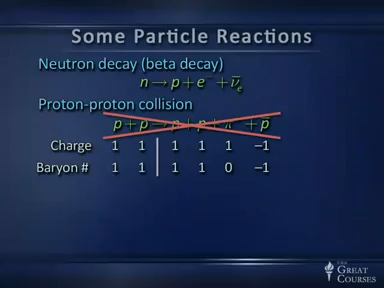 Some Particle Reactions
Neutron decay (beta decay)
n → p + e⁻ + ν̄ₑ
Proton-proton collision
p + p → p + p + π⁺ + p̄
Charge 1 1 1 1 1 −1
Baryon # 1 1 1 1 0 −1
THE
GREAT
COURSES